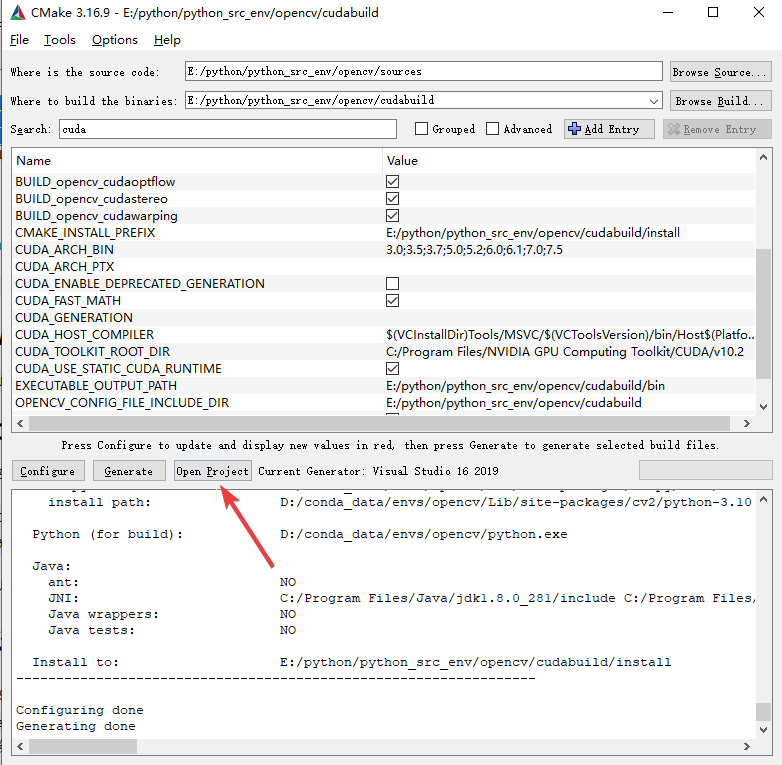 CMake 3.16.9 - E:/python/python_src_env/opencv/cudabuild
File Tools Options Help
Where is the source code: E:/python/python_src_env/opencv/sources Browse Source...
Where to build the binaries: E:/python/python_src_env/opencv/cudabuild Browse Build...
Search: cuda Grouped Advanced Add Entry Remove Entry
Name Value
BUILD_opencv_cudaoptflow
BUILD_opencv_cudastereo
BUILD_opencv_cudawarping
CMAKE_INSTALL_PREFIX E:/python/python_src_env/opencv/cudabuild/install
CUDA_ARCH_BIN 3.0;3.5;3.7;5.0;5.2;6.0;6.1;7.0;7.5
CUDA_ARCH_PTX
CUDA_ENABLE_DEPRECATED_GENERATION
CUDA_FAST_MATH
CUDA_GENERATION
CUDA_HOST_COMPILER $(VCInstallDir)Tools/MSVC/$(VCToolsVersion)/bin/Host$(Platfo...
CUDA_TOOLKIT_ROOT_DIR C:/Program Files/NVIDIA GPU Computing Toolkit/CUDA/v10.2
CUDA_USE_STATIC_CUDA_RUNTIME
EXECUTABLE_OUTPUT_PATH E:/python/python_src_env/opencv/cudabuild/bin
OPENCV_CONFIG_FILE_INCLUDE_DIR E:/python/python_src_env/opencv/cudabuild
Press Configure to update and display new values in red, then press Generate to generate selected build files.
Configure Generate Open Project Current Generator: Visual Studio 16 2019
install path: D:/conda_data/envs/opencv/Lib/site-packages/cv2/python-3.10
Python (for build): D:/conda_data/envs/opencv/python.exe
Java:
ant: NO
JNI: C:/Program Files/Java/jdk1.8.0_281/include C:/Program Files/
Java wrappers: NO
Java tests: NO
Install to: E:/python/python_src_env/opencv/cudabuild/install
-----------------------------------------------------------------
Configuring done
Generating done